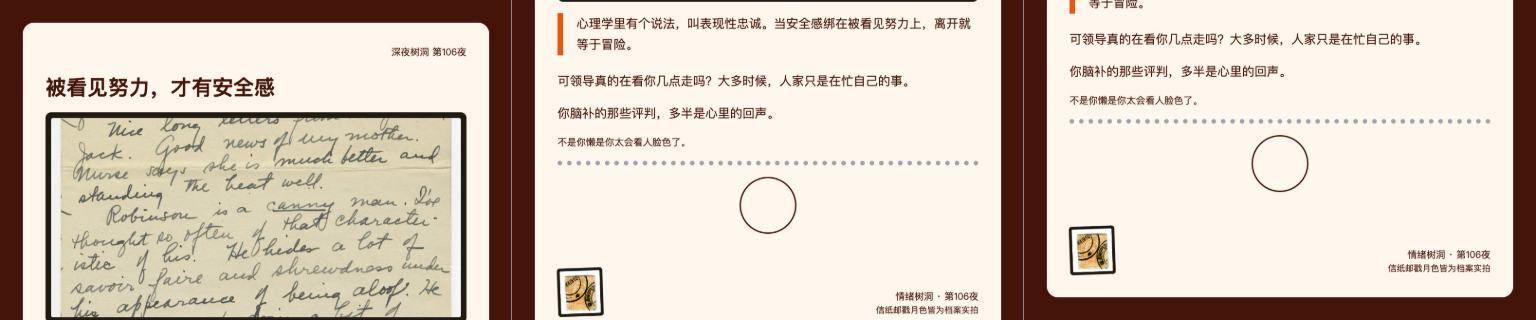 深夜树洞 第106夜
被看见努力，才有安全感
Nice long letters from
Jack. Good news of my mother.
Nurse says she is much better and
standing the heat well.
Robinson is a canny man. I've
thought so often of that character-
istic of his. He hides a lot of
savoir faire and shrewdness under
his appearance of being aloof. He
心理学里有个说法，叫表现性忠诚。当安全感绑在被看见努力上，离开就
等于冒险。
可领导真的在看你几点走吗？大多时候，人家只是在忙自己的事。
你脑补的那些评判，多半是心里的回声。
不是你懒是你太会看人脸色了。
情绪树洞 · 第106夜
信纸邮戳月色皆为档案实拍
等于冒险。
可领导真的在看你几点走吗？大多时候，人家只是在忙自己的事。
你脑补的那些评判，多半是心里的回声。
不是你懒是你太会看人脸色了。
情绪树洞 · 第106夜
信纸邮戳月色皆为档案实拍